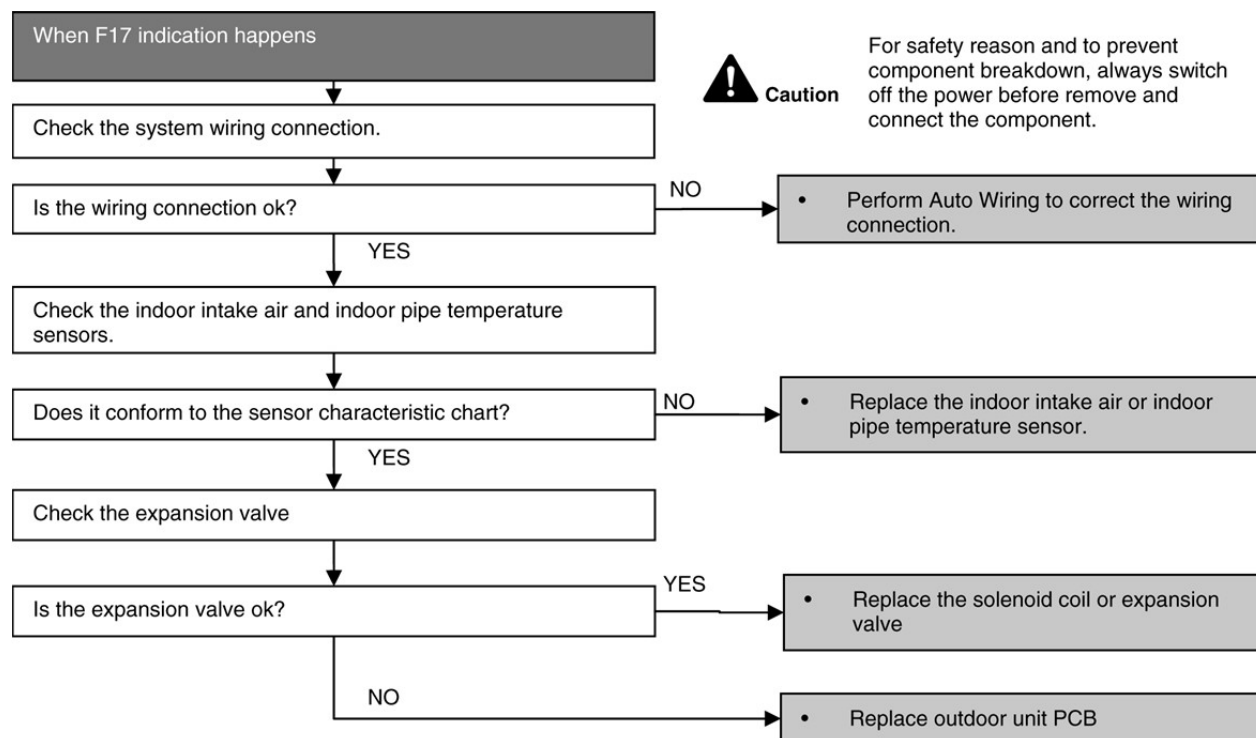 When F17 indication happens
For safety reason and to prevent
component breakdown, always switch
off the power before remove and
connect the component.
Caution
Check the system wiring connection.
Is the wiring connection ok?
NO
• Perform Auto Wiring to correct the wiring
connection.
YES
Check the indoor intake air and indoor pipe temperature
sensors.
Does it conform to the sensor characteristic chart?
NO
• Replace the indoor intake air or indoor
pipe temperature sensor.
YES
Check the expansion valve
Is the expansion valve ok?
YES
• Replace the solenoid coil or expansion
valve
NO
• Replace outdoor unit PCB